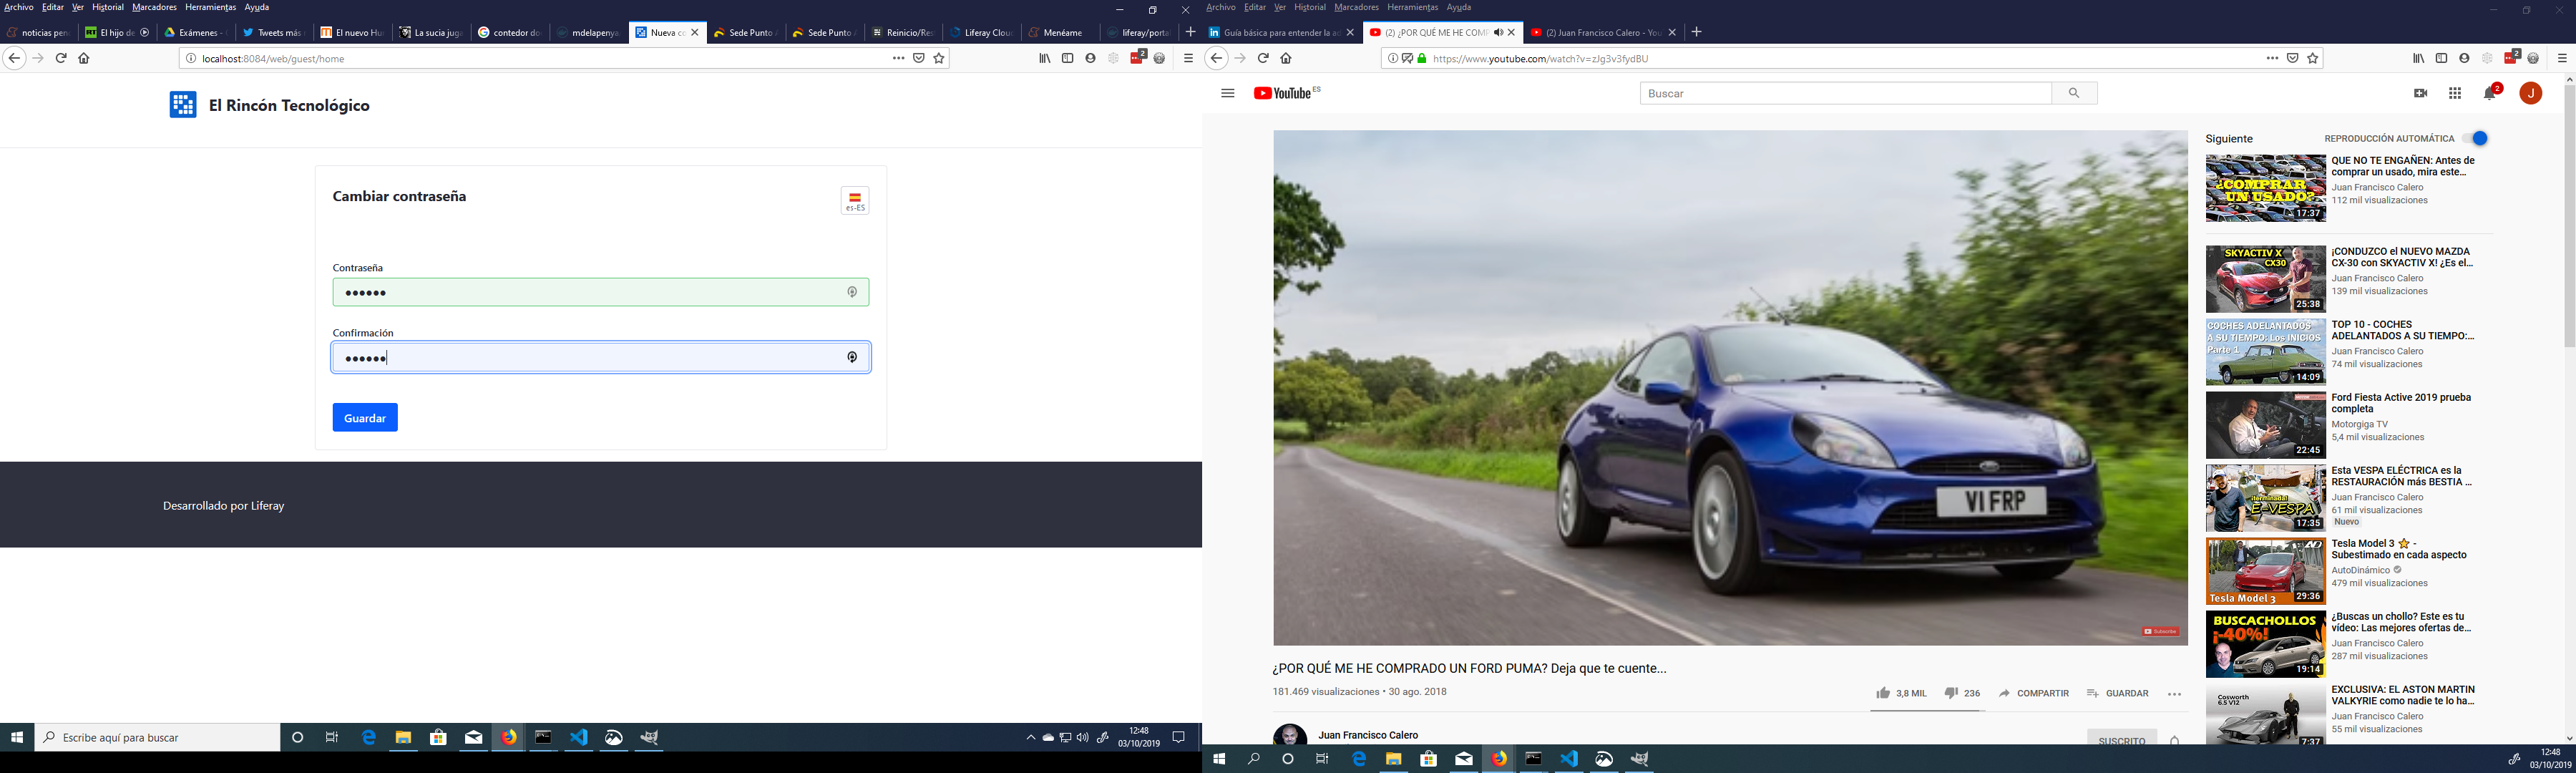 Archivo Editar Ver Historial Marcadores Herramientas Ayuda
noticias pen
El hijo de
Exámenes -
Tweets más
El nuevo Hu
La sucia juga
contedor do
mdelapenya
Nueva co
Sede Punto
Sede Punto
Reinicio/Res
Liferay Clou
Menéame
liferay/portal
localhost:8084/web/guest/home
2
El Rincón Tecnológico
Cambiar contraseña
es-ES
Contraseña
Confirmación
Guardar
Desarrollado por Liferay
Escribe aquí para buscar
12:48
03/10/2019
Archivo Editar Ver Historial Marcadores Herramientas Ayuda
Guía básica para entender la ad
(2) ¿POR QUÉ ME HE COMP
(2) Juan Francisco Calero - You
https://www.youtube.com/watch?v=zJg3v3fydBU
2
YouTube ES
Buscar
2
J
V1 FRP
Subscribe
¿POR QUÉ ME HE COMPRADO UN FORD PUMA? Deja que te cuente...
181.469 visualizaciones • 30 ago. 2018
3,8 MIL
236
COMPARTIR
GUARDAR
Juan Francisco Calero
SUSCRITO
Siguiente
REPRODUCCIÓN AUTOMÁTICA
¿COMPRAR
UN USADO?
17:37
QUE NO TE ENGAÑEN: Antes de
comprar un usado, mira este...
Juan Francisco Calero
112 mil visualizaciones
SKYACTIV X
CX30
25:38
¡CONDUZCO el NUEVO MAZDA
CX-30 con SKYACTIV X! ¿Es el...
Juan Francisco Calero
139 mil visualizaciones
COCHES ADELANTADOS
A SU TIEMPO: Los INICIOS
Parte 1
14:09
TOP 10 - COCHES
ADELANTADOS A SU TIEMPO:...
Juan Francisco Calero
74 mil visualizaciones
22:45
Ford Fiesta Active 2019 prueba
completa
Motorgiga TV
5,4 mil visualizaciones
¡terminada!
E-VESPA
17:35
Esta VESPA ELÉCTRICA es la
RESTAURACIÓN más BESTIA ...
Juan Francisco Calero
61 mil visualizaciones
Nuevo
AD
Tesla Model 3
29:36
Tesla Model 3 ⭐ -
Subestimado en cada aspecto
AutoDinámico
479 mil visualizaciones
BUSCACHOLLOS
¡-40%!
19:14
¿Buscas un chollo? Este es tu
vídeo: Las mejores ofertas de...
Juan Francisco Calero
287 mil visualizaciones
Cosworth
6.5 V12
7:37
EXCLUSIVA: EL ASTON MARTIN
VALKYRIE como nadie te lo ha...
Juan Francisco Calero
55 mil visualizaciones
12:48
03/10/2019